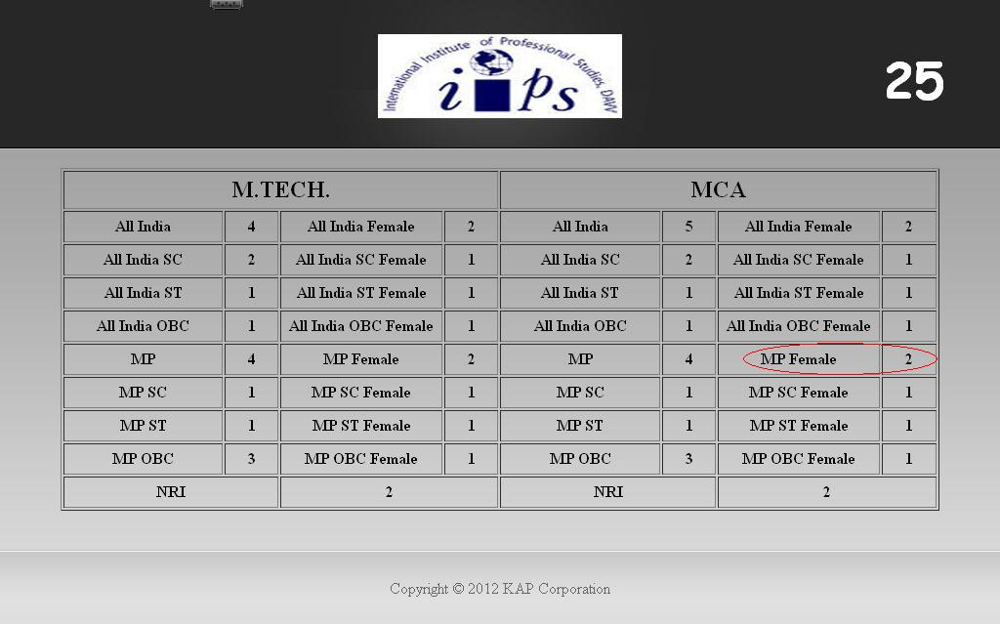 International Institute of Professional Studies, DAVV
ips
25
M.TECH. MCA
All India 4 All India Female 2 All India 5 All India Female 2
All India SC 2 All India SC Female 1 All India SC 2 All India SC Female 1
All India ST 1 All India ST Female 1 All India ST 1 All India ST Female 1
All India OBC 1 All India OBC Female 1 All India OBC 1 All India OBC Female 1
MP 4 MP Female 2 MP 4 MP Female 2
MP SC 1 MP SC Female 1 MP SC 1 MP SC Female 1
MP ST 1 MP ST Female 1 MP ST 1 MP ST Female 1
MP OBC 3 MP OBC Female 1 MP OBC 3 MP OBC Female 1
NRI 2 NRI 2
Copyright © 2012 KAP Corporation